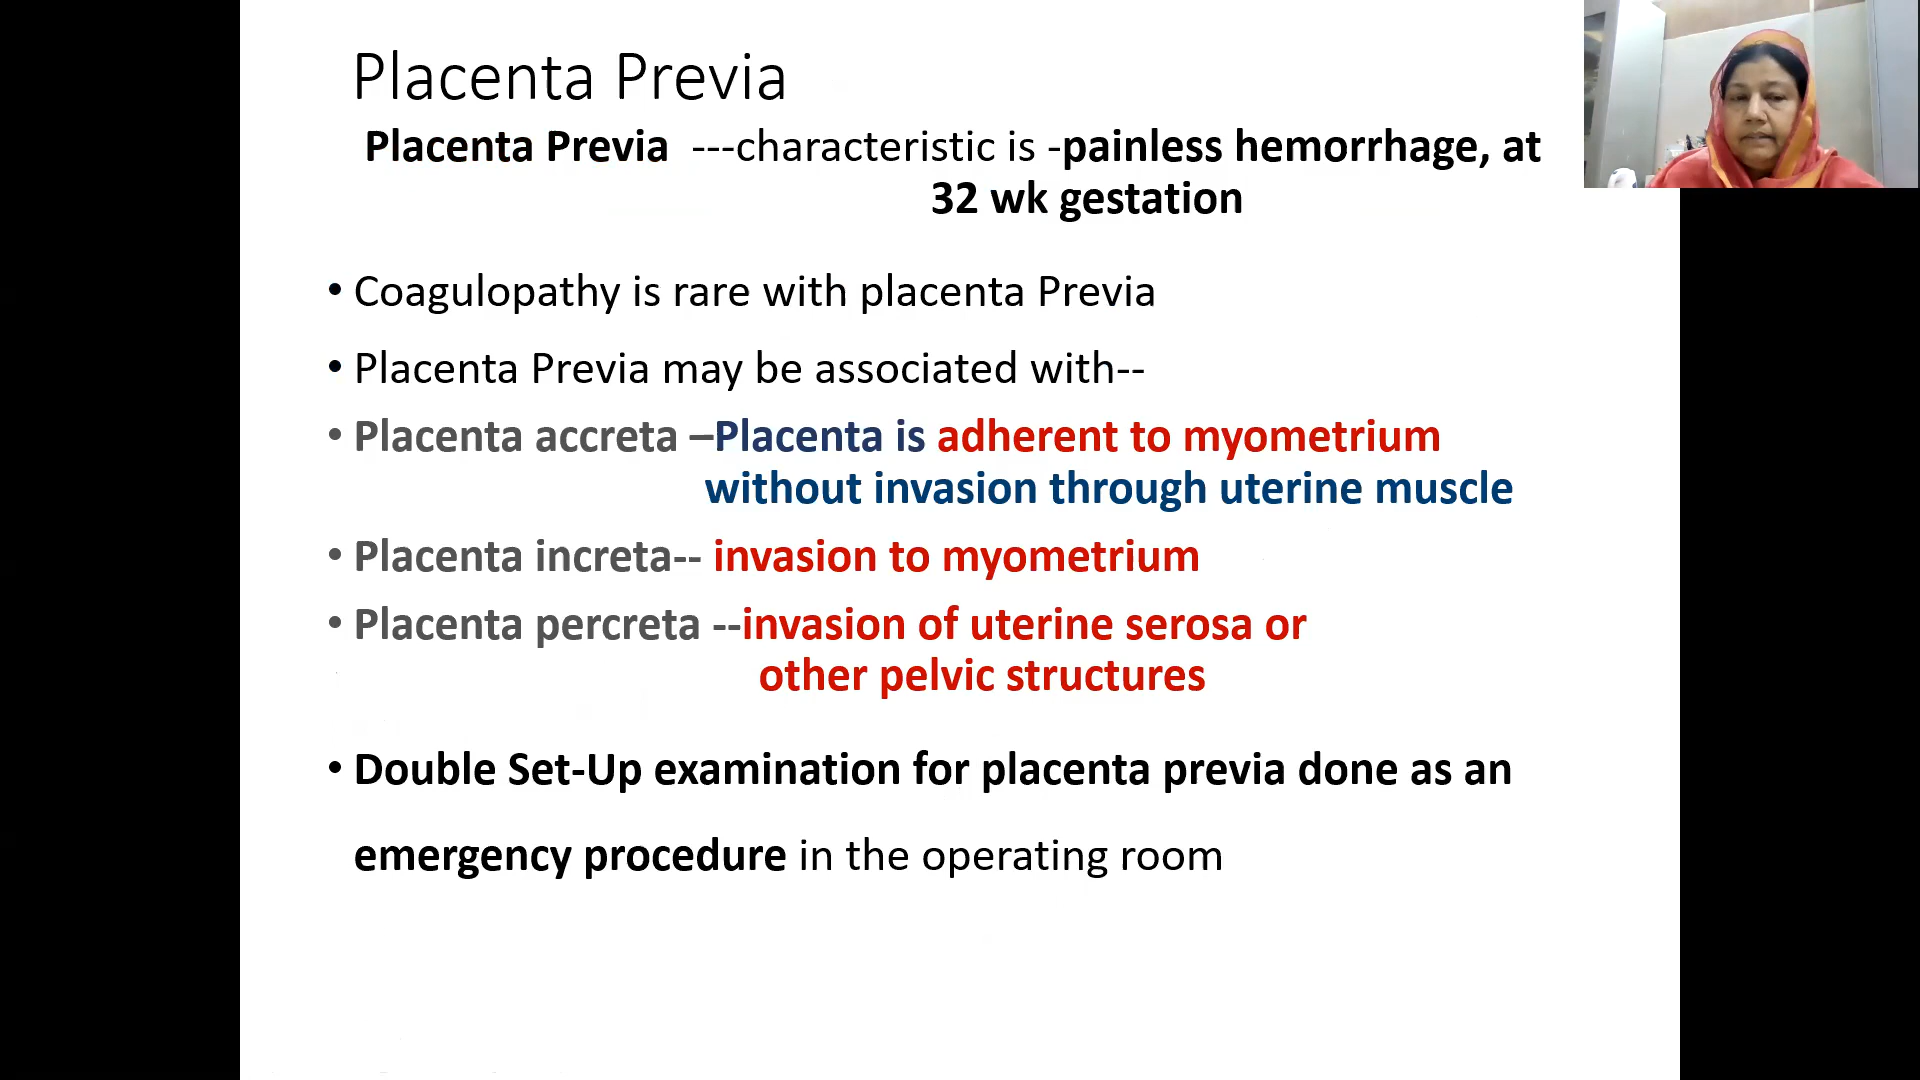 Placenta Previa
Placenta Previa ---characteristic is -painless hemorrhage, at
32 wk gestation
• Coagulopathy is rare with placenta Previa
• Placenta Previa may be associated with--
• Placenta accreta –Placenta is adherent to myometrium
without invasion through uterine muscle
• Placenta increta-- invasion to myometrium
• Placenta percreta --invasion of uterine serosa or
other pelvic structures
• Double Set-Up examination for placenta previa done as an
emergency procedure in the operating room